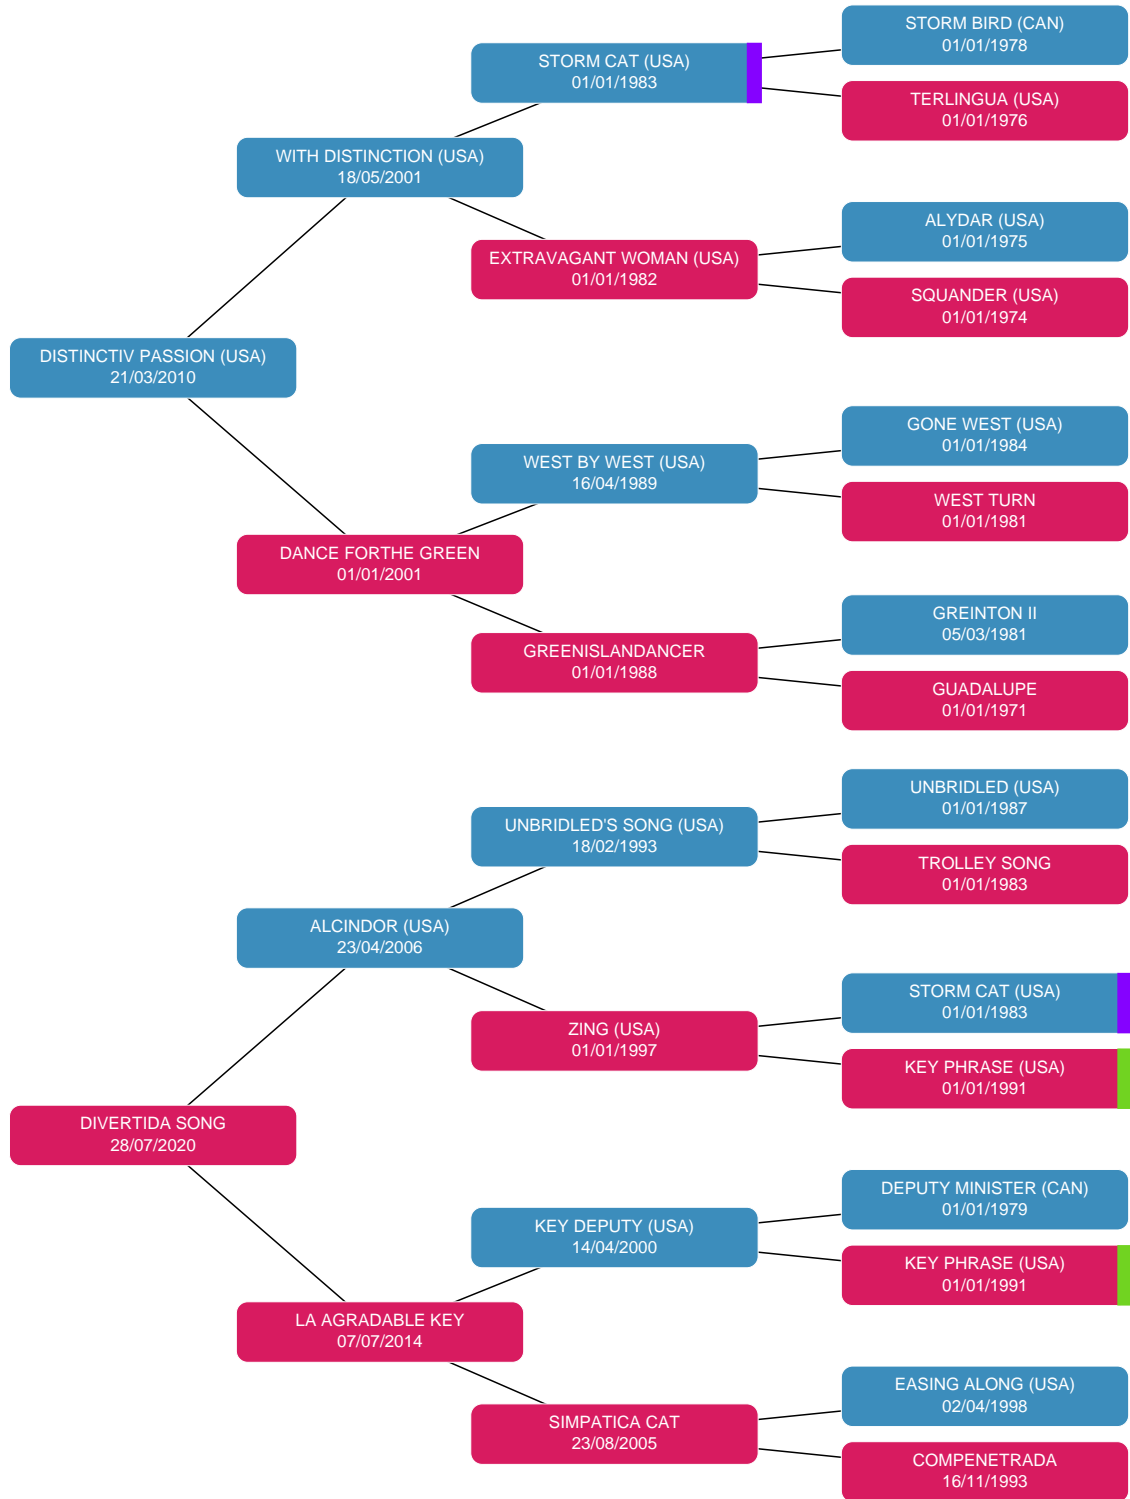 STORM BIRD (CAN)
01/01/1978
STORM CAT (USA)
01/01/1983
TERLINGUA (USA)
01/01/1976
WITH DISTINCTION (USA)
18/05/2001
ALYDAR (USA)
01/01/1975
EXTRAVAGANT WOMAN (USA)
01/01/1982
SQUANDER (USA)
01/01/1974
DISTINCTIV PASSION (USA)
21/03/2010
GONE WEST (USA)
01/01/1984
WEST BY WEST (USA)
16/04/1989
WEST TURN
01/01/1981
DANCE FORTHE GREEN
01/01/2001
GREINTON II
05/03/1981
GREENISLANDANCER
01/01/1988
GUADALUPE
01/01/1971
UNBRIDLED (USA)
01/01/1987
UNBRIDLED'S SONG (USA)
18/02/1993
TROLLEY SONG
01/01/1983
ALCINDOR (USA)
23/04/2006
STORM CAT (USA)
01/01/1983
ZING (USA)
01/01/1997
KEY PHRASE (USA)
01/01/1991
DIVERTIDA SONG
28/07/2020
DEPUTY MINISTER (CAN)
01/01/1979
KEY DEPUTY (USA)
14/04/2000
KEY PHRASE (USA)
01/01/1991
LA AGRADABLE KEY
07/07/2014
EASING ALONG (USA)
02/04/1998
SIMPATICA CAT
23/08/2005
COMPENETRADA
16/11/1993